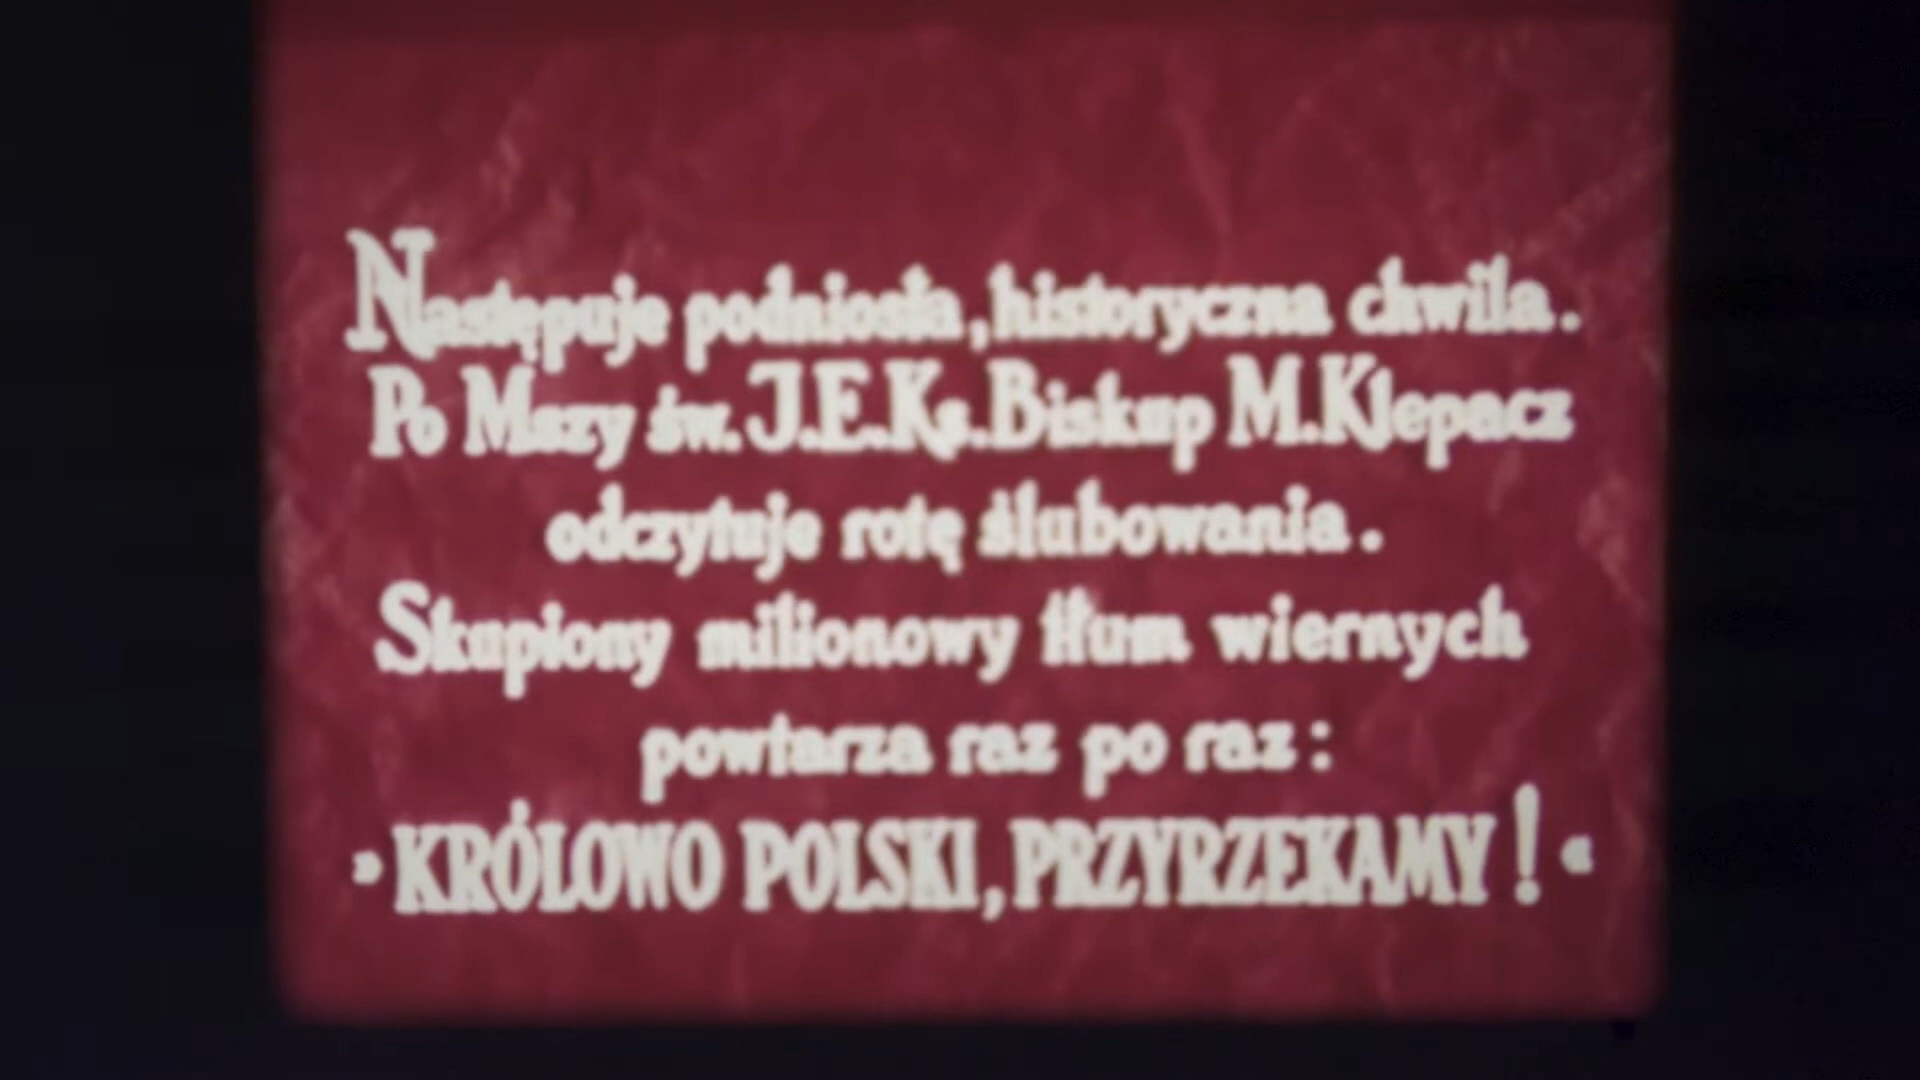 Następuje podniosła, historyczna chwila.
Po Mszy św. J.E.Ks.Biskup M.Klepacz
odczytuje rotę ślubowania.
Skupiony milionowy tłum wiernych
powtarza raz po raz:
»KRÓLOWO POLSKI, PRZYRZEKAMY!«